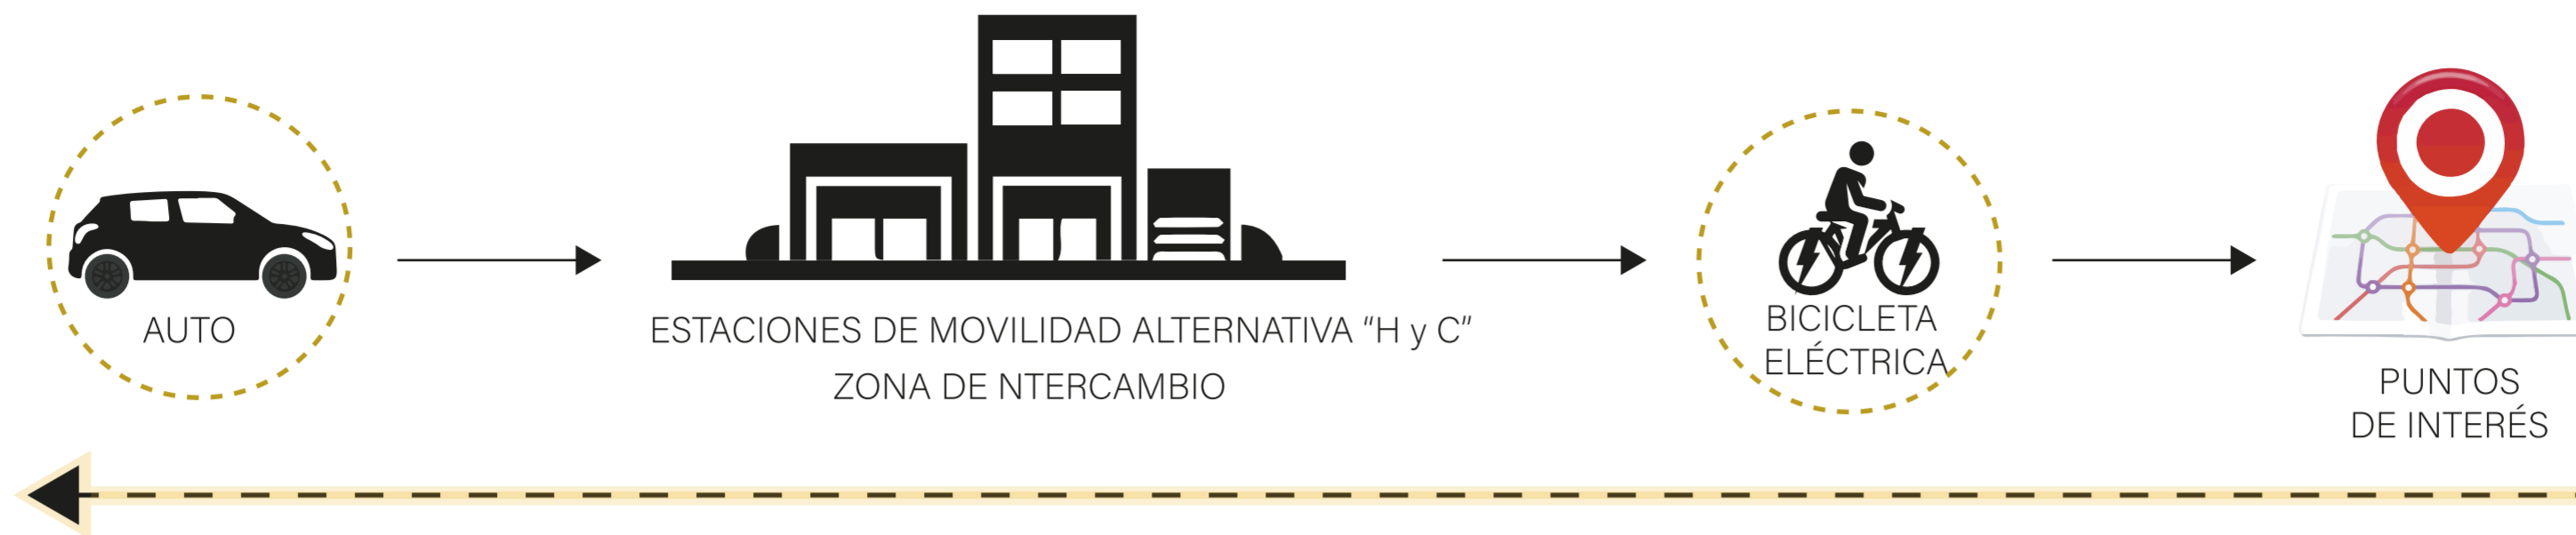 AUTO
ESTACIONES DE MOVILIDAD ALTERNATIVA “H y C”
ZONA DE NTERCAMBIO
BICICLETA
ELÉCTRICA
PUNTOS
DE INTERÉS